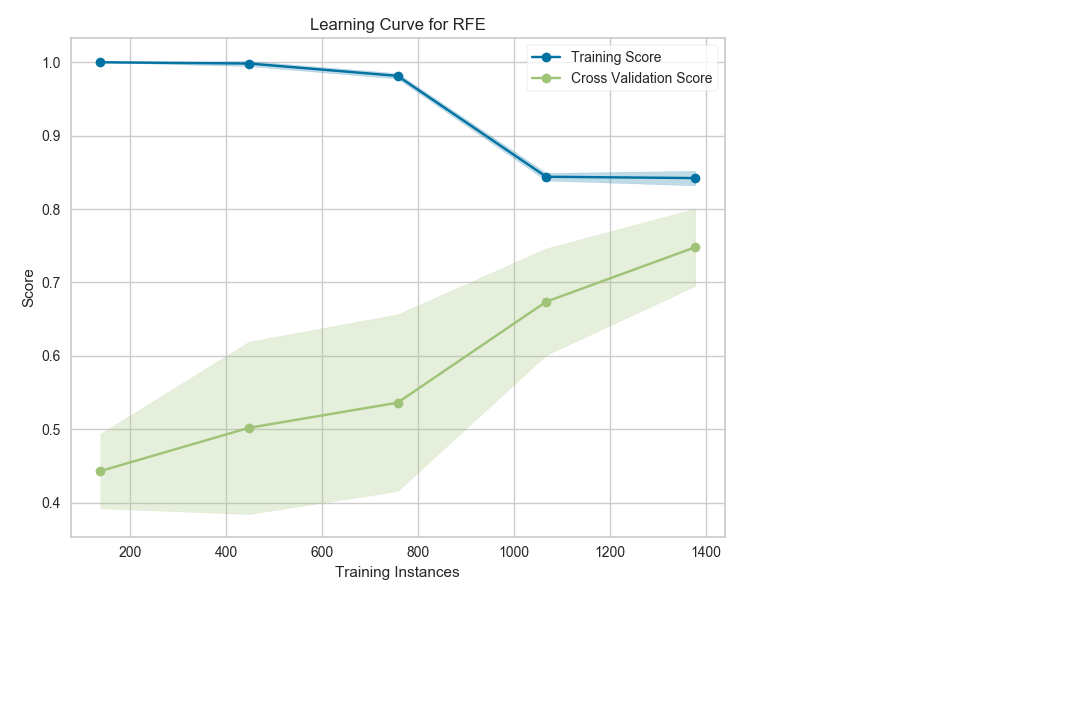 Learning Curve for RFE
Training Score
Cross Validation Score
1.0
0.9
0.8
0.7
0.6
0.5
0.4
Score
200 400 600 800 1000 1200 1400
Training Instances